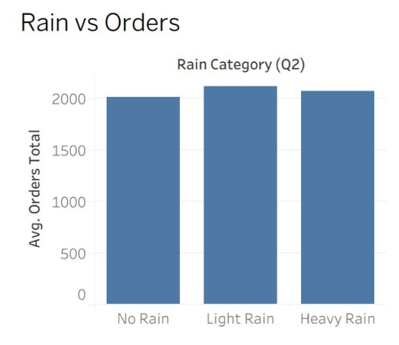 Rain vs Orders
Rain Category (Q2)
Avg. Orders Total
2000
1500
1000
500
0
No Rain
Light Rain
Heavy Rain